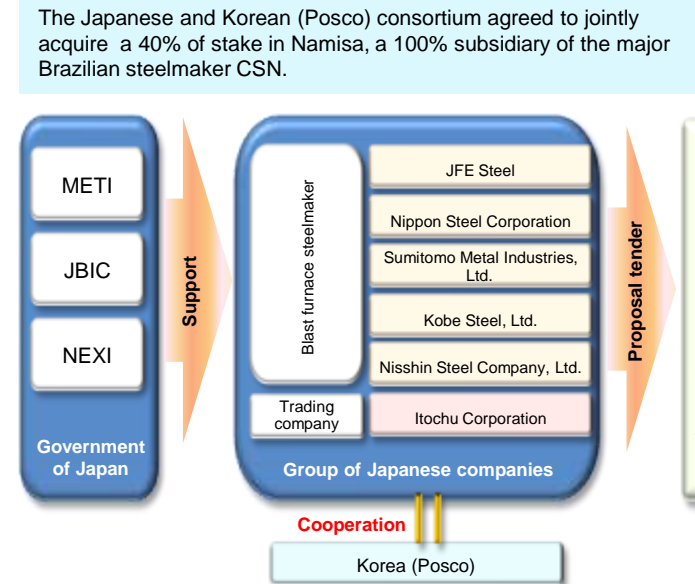 The Japanese and Korean (Posco) consortium agreed to jointly
acquire  a 40% of stake in Namisa, a 100% subsidiary of the major
Brazilian steelmaker CSN.
METI
JBIC
NEXI
Government
of Japan
Support
Blast furnace steelmaker
JFE Steel
Nippon Steel Corporation
Sumitomo Metal Industries,
Ltd.
Kobe Steel, Ltd.
Nisshin Steel Company, Ltd.
Trading
company
Itochu Corporation
Group of Japanese companies
Proposal tender
Cooperation
Korea (Posco)